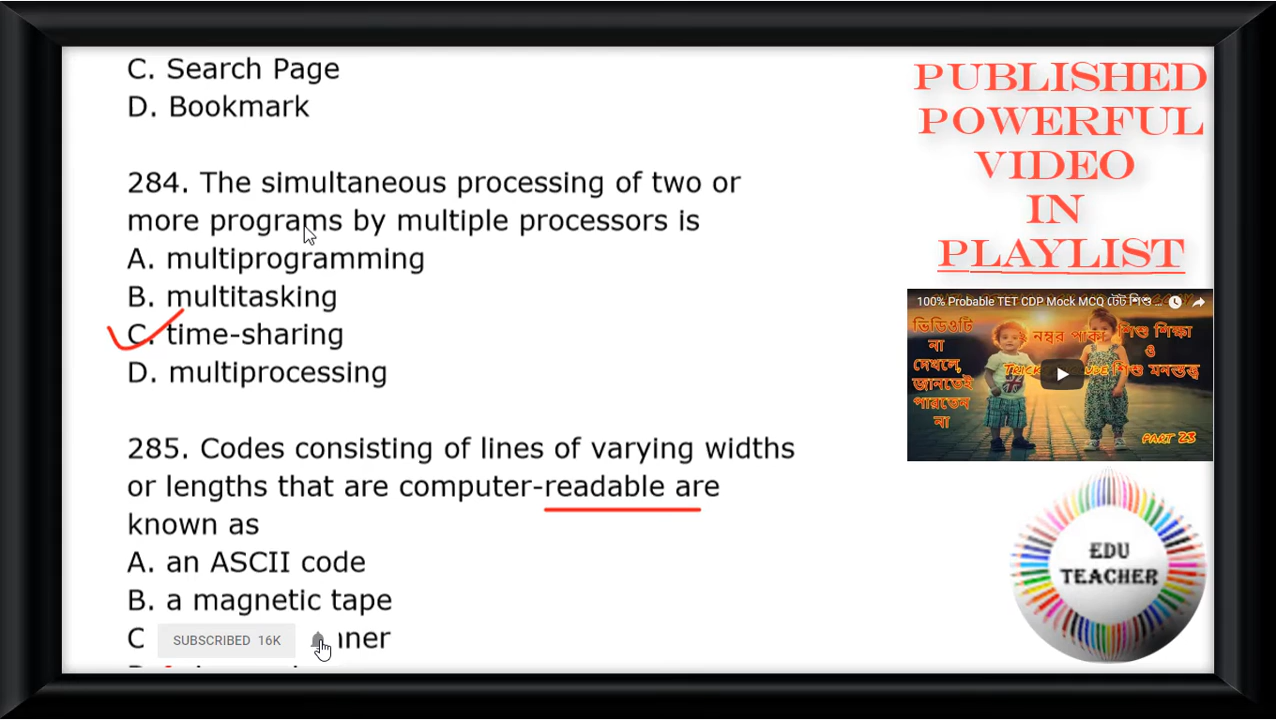 C. Search Page
D. Bookmark
284. The simultaneous processing of two or
more programs by multiple processors is
A. multiprogramming
B. multitasking
C. time-sharing
D. multiprocessing
285. Codes consisting of lines of varying widths
or lengths that are computer-readable are
known as
A. an ASCII code
B. a magnetic tape
C
SUBSCRIBED 16K
PUBLISHED
POWERFUL
VIDEO
IN
PLAYLIST
100% Probable TET CDP Mock MCQ টেট শিশু ...
ভিডিওটি
না
দেখলে,
জানতেই
পারতেন
না
নম্বর পাকা
শিশু শিক্ষা
ও
শিশু মনস্তত্ত্ব
PART 23
EDU
TEACHER